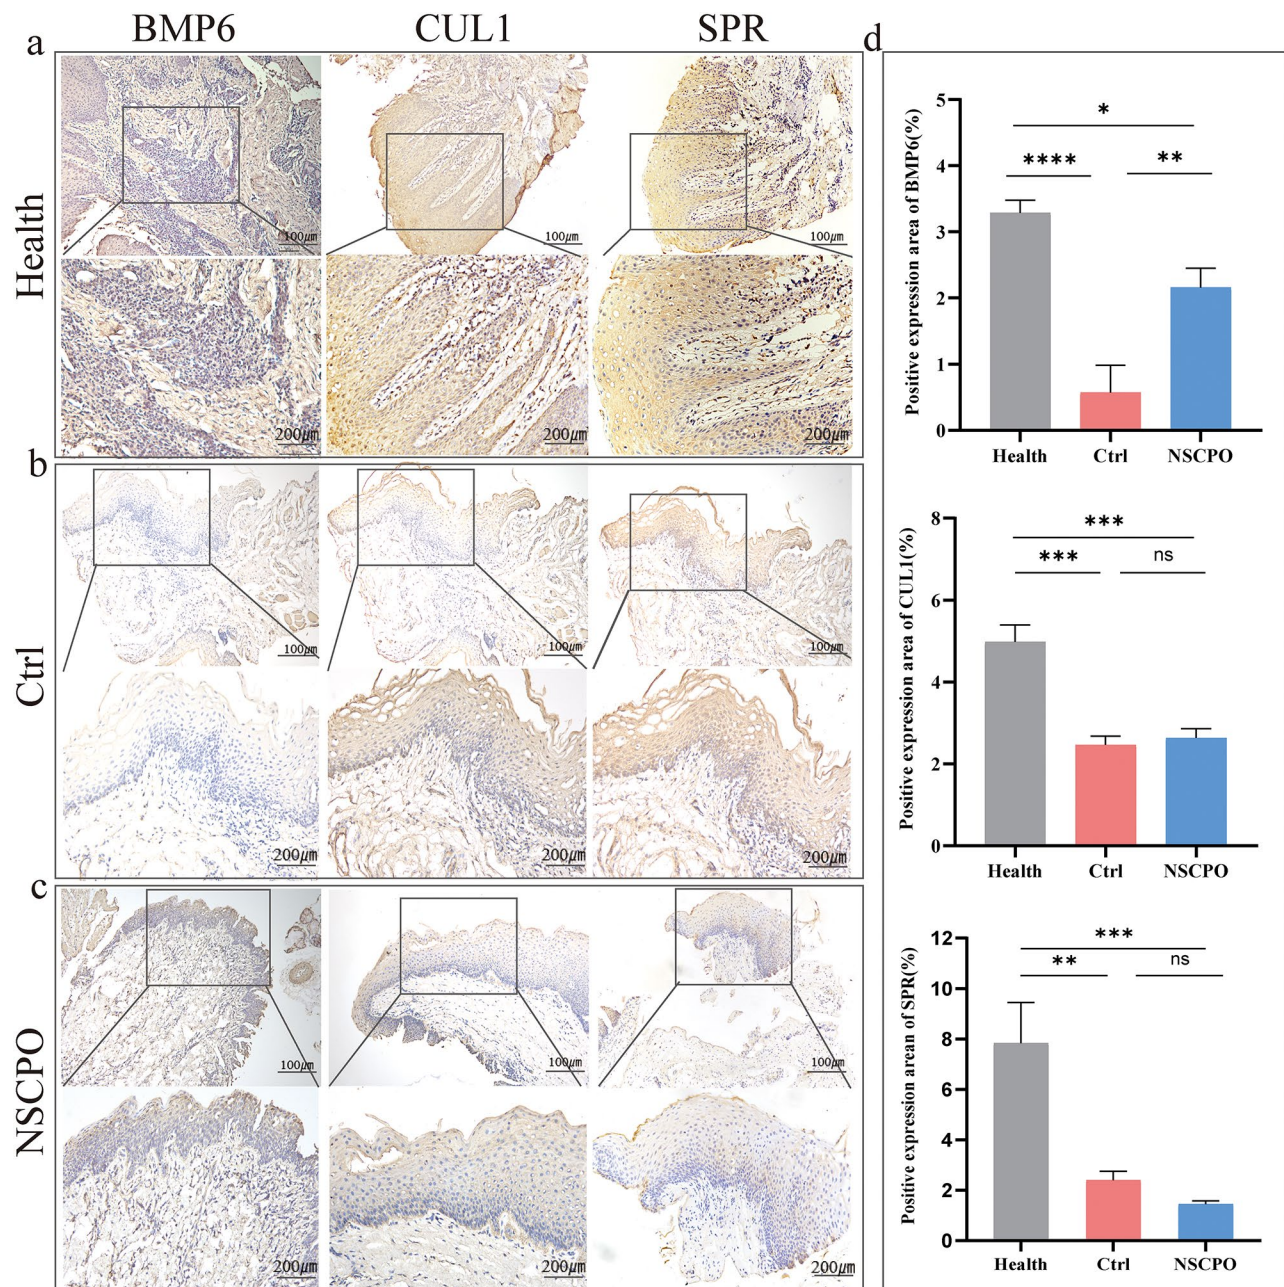 BMP6 CUL1 SPR
a
d
Health
100μm 100μm 100μm
200μm 200μm 200μm
b
Ctrl
100μm 100μm 100μm
200μm 200μm 200μm
c
NSCPO
100μm 100μm 100μm
200μm 200μm 200μm
Positive expression area of BMP6(%)
5
4
3
2
1
0
*
**** **
Health Ctrl NSCPO
Positive expression area of CUL1(%)
8
6
4
2
0
***
*** ns
Health Ctrl NSCPO
Positive expression arean of SPR(%)
12
10
8
6
4
2
0
***
** ns
Health Ctrl NSCPO